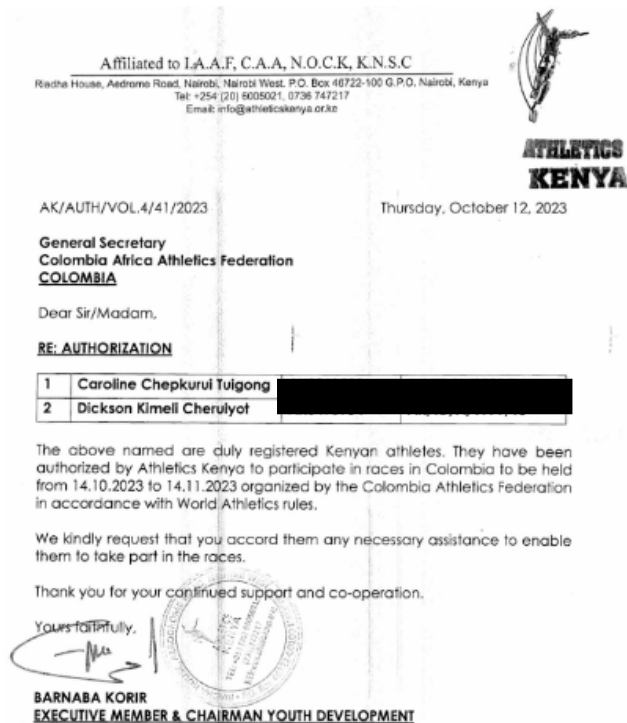 Affiliated to I.A.A.F, C.A.A, N.O.C.K, K.N.S.C
Riadha House, Aedrome Road, Nairobi, Nairobi West. P.O. Box 46722-100 G.P.O, Nairobi, Kenya
Tel: +254 (20) 6005021, 0736 747217
Email: info@athleticskenya.or.ke
ATHLETICS
KENYA
AK/AUTH/VOL.4/41/2023 Thursday, October 12, 2023
General Secretary
Colombia Africa Athletics Federation
COLOMBIA
Dear Sir/Madam,
RE: AUTHORIZATION
1 Caroline Chepkurui Tuigong
2 Dickson Kimeli Cheruiyot
The above named are duly registered Kenyan athletes. They have been
authorized by Athletics Kenya to participate in races in Colombia to be held
from 14.10.2023 to 14.11.2023 organized by the Colombia Athletics Federation
in accordance with World Athletics rules.
We kindly request that you accord them any necessary assistance to enable
them to take part in the races.
Thank you for your continued support and co-operation.
Yours faithfully,
BARNABA KORIR
EXECUTIVE MEMBER & CHAIRMAN YOUTH DEVELOPMENT